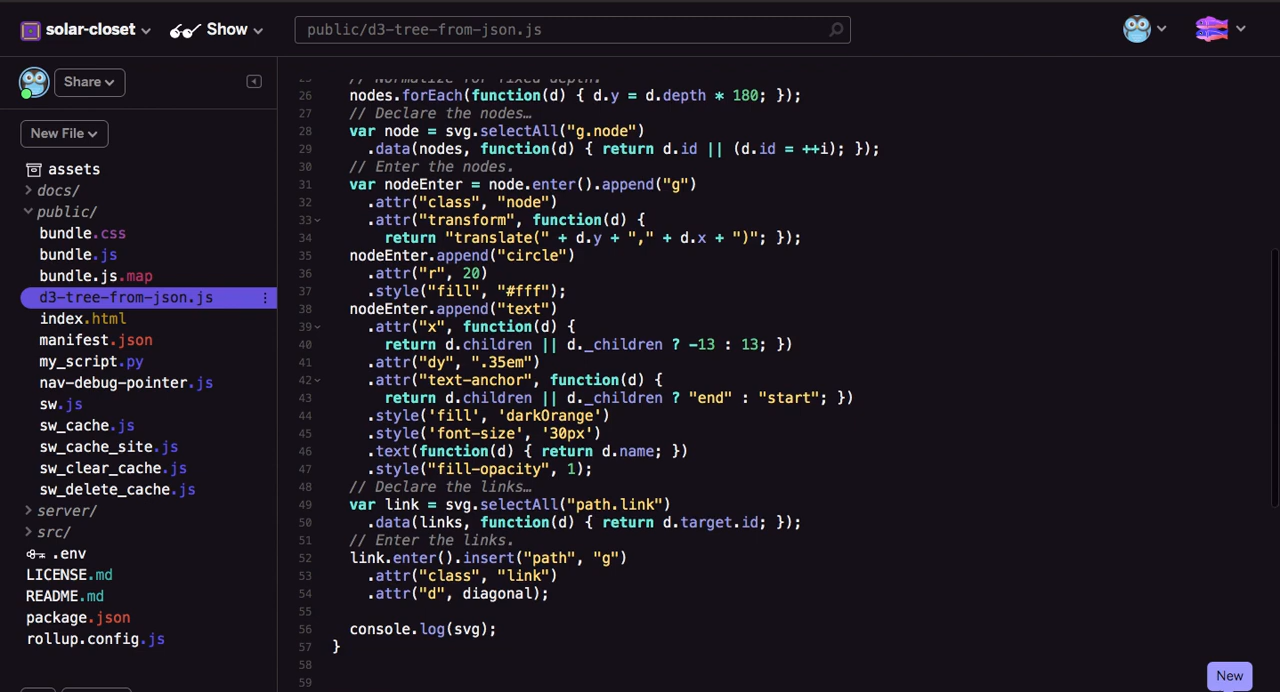 solar-closet Show public/d3-tree-from-json.js
Share
New File
assets
docs/
public/
bundle.css
bundle.js
bundle.js.map
d3-tree-from-json.js
index.html
manifest.json
my_script.py
nav-debug-pointer.js
sw.js
sw_cache.js
sw_cache_site.js
sw_clear_cache.js
sw_delete_cache.js
server/
src/
.env
LICENSE.md
README.md
package.json
rollup.config.js
25 // Normalize for fixed-depth.
26 nodes.forEach(function(d) { d.y = d.depth * 180; });
27 // Declare the nodes…
28 var node = svg.selectAll("g.node")
29 .data(nodes, function(d) { return d.id || (d.id = ++i); });
30 // Enter the nodes.
31 var nodeEnter = node.enter().append("g")
32 .attr("class", "node")
33 .attr("transform", function(d) {
34 return "translate(" + d.y + "," + d.x + ")"; });
35 nodeEnter.append("circle")
36 .attr("r", 20)
37 .style("fill", "#fff");
38 nodeEnter.append("text")
39 .attr("x", function(d) {
40 return d.children || d._children ? -13 : 13; })
41 .attr("dy", ".35em")
42 .attr("text-anchor", function(d) {
43 return d.children || d._children ? "end" : "start"; })
44 .style('fill', 'darkOrange')
45 .style('font-size', '30px')
46 .text(function(d) { return d.name; })
47 .style("fill-opacity", 1);
48 // Declare the links…
49 var link = svg.selectAll("path.link")
50 .data(links, function(d) { return d.target.id; });
51 // Enter the links.
52 link.enter().insert("path", "g")
53 .attr("class", "link")
54 .attr("d", diagonal);
55
56 console.log(svg);
57 }
58
59
New